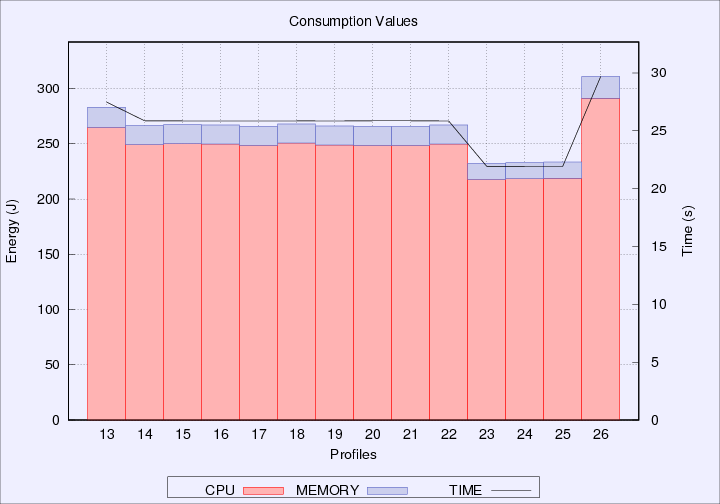 Consumption Values
Energy (J)
300
250
200
150
100
50
0
30
25
20
15
10
5
0
Time (s)
13 14 15 16 17 18 19 20 21 22 23 24 25 26
Profiles
CPU MEMORY TIME